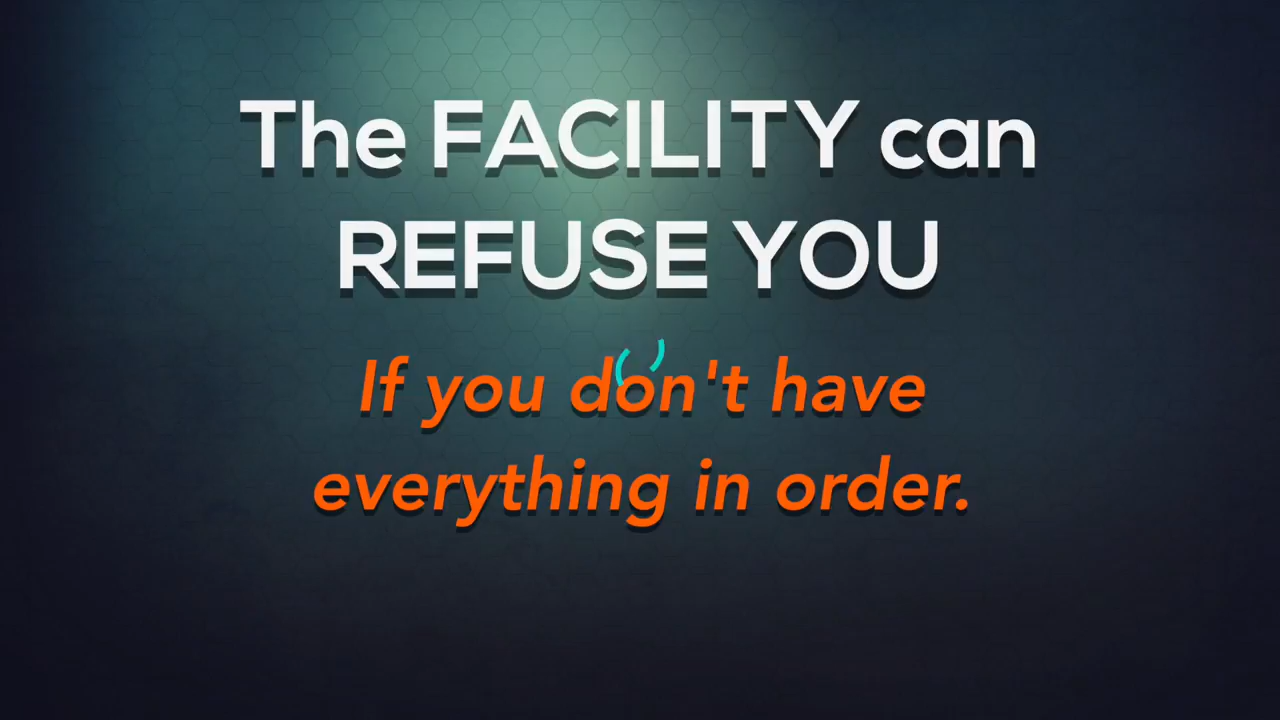 The FACILITY can
REFUSE YOU
If you don't have
everything in order.